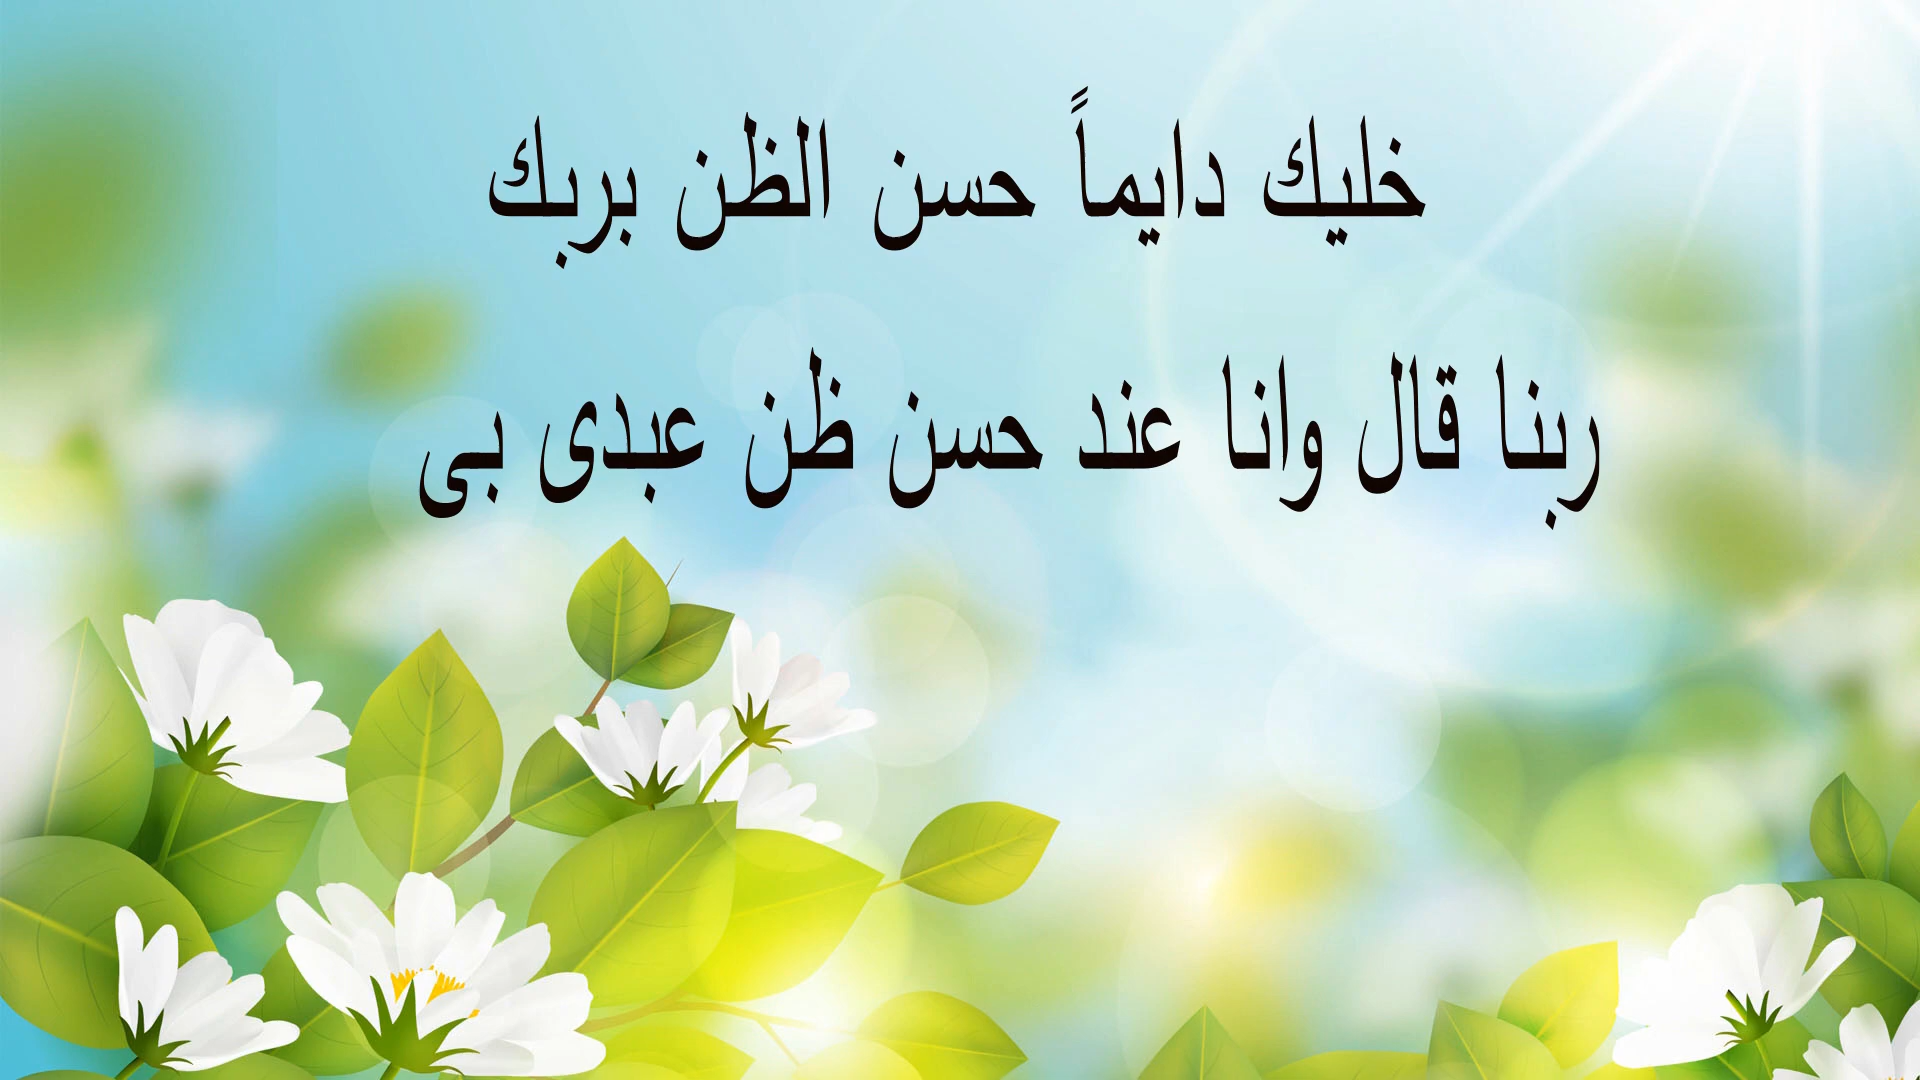 خليك دايماً حسن الظن بربك
ربنا قال وانا عند حسن ظن عبدى بى